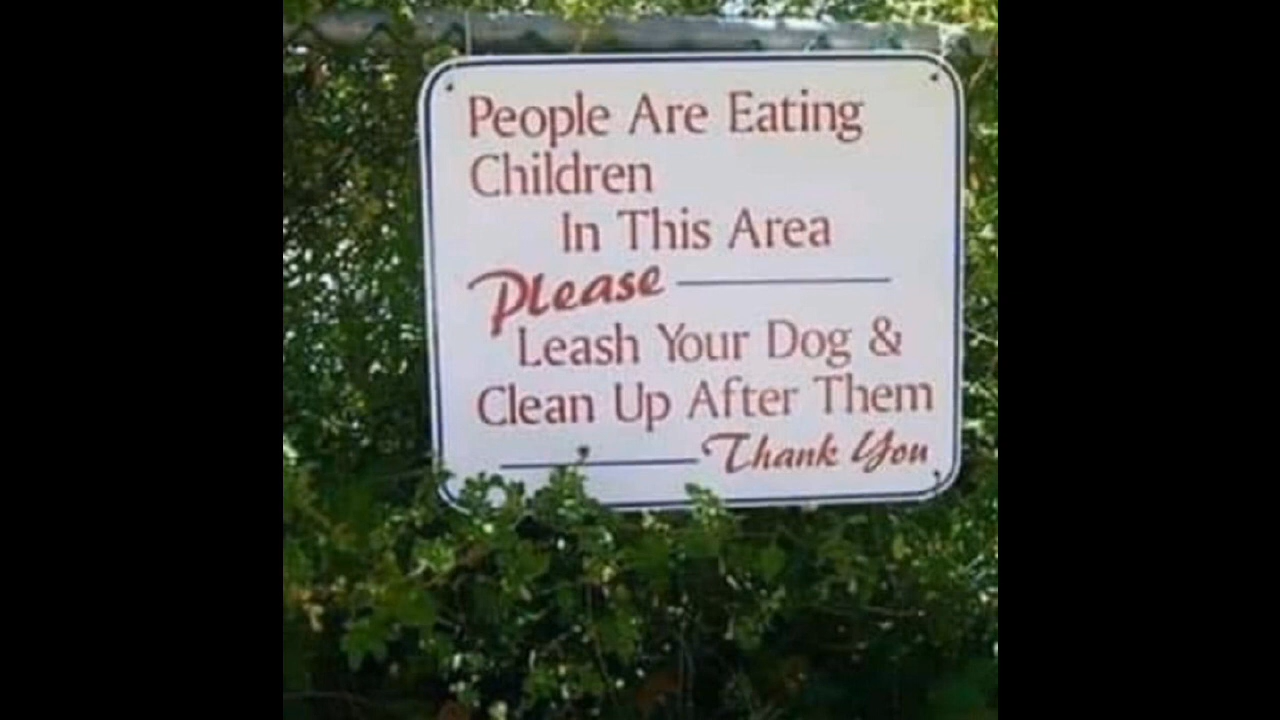 People Are Eating
Children
In This Area
Please
Leash Your Dog &
Clean Up After Them
Thank You